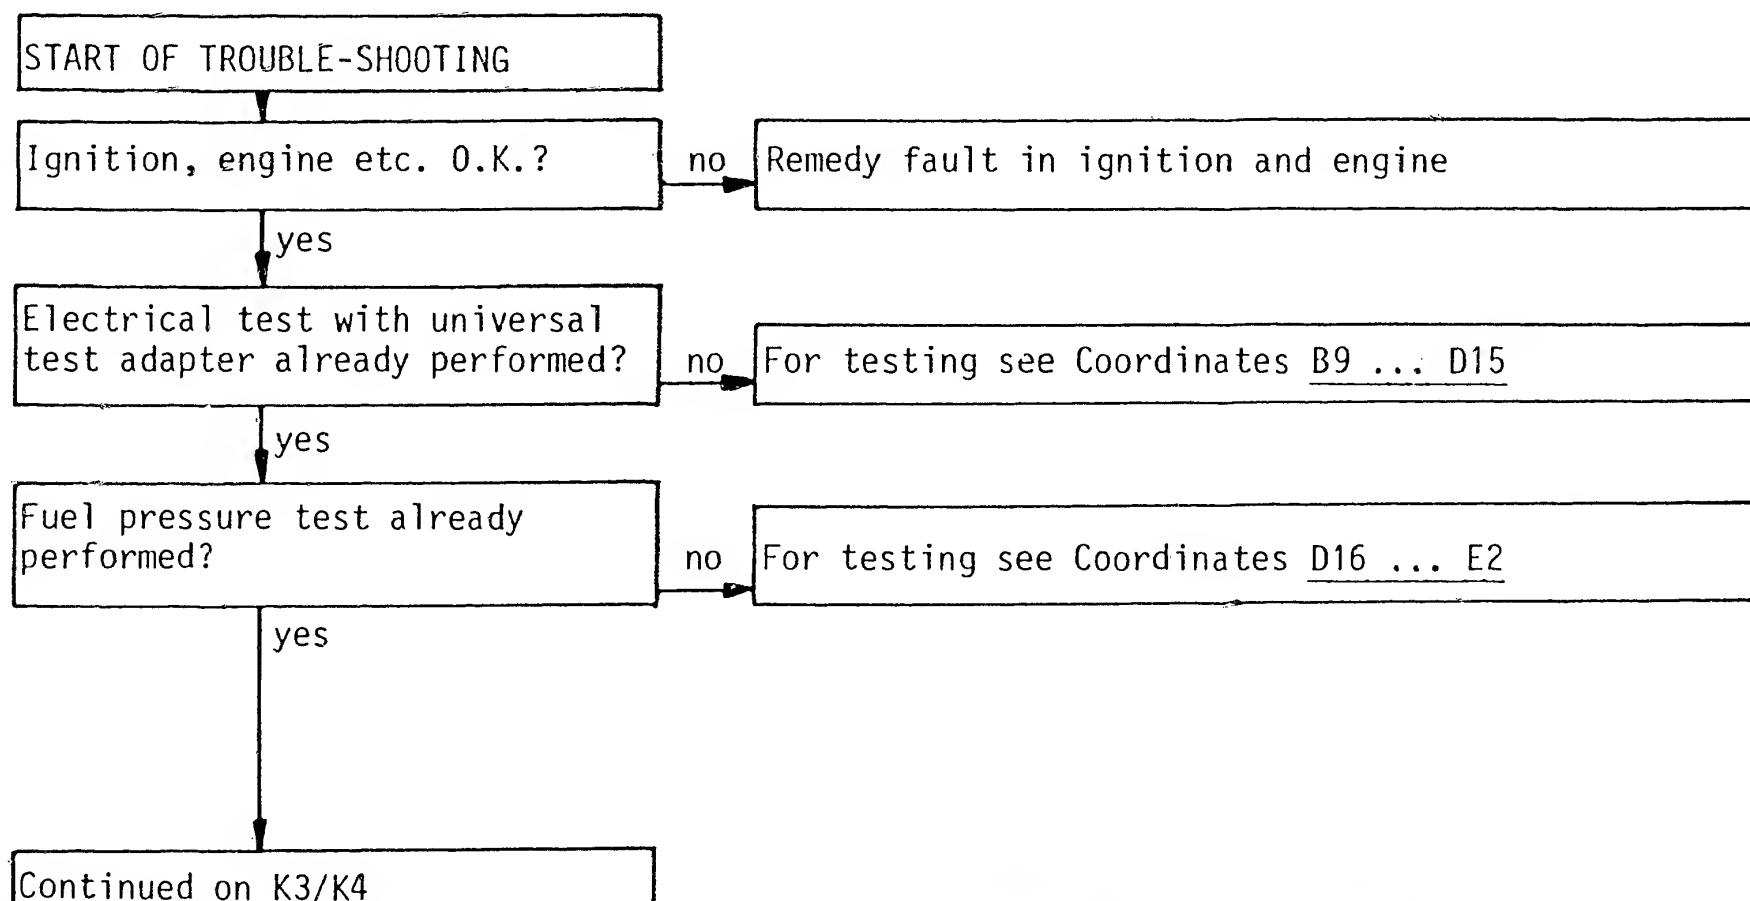 START OF TROUBLE-SHOOTING
Ignition, engine etc. O.K.?
no
Remedy fault in ignition and engine
yes
Electrical test with universal
test adapter already performed?
no
For testing see Coordinates B9 ... D15
yes
Fuel pressure test already
performed?
no
For testing see Coordinates D16 ... E2
yes
Continued on K3/K4